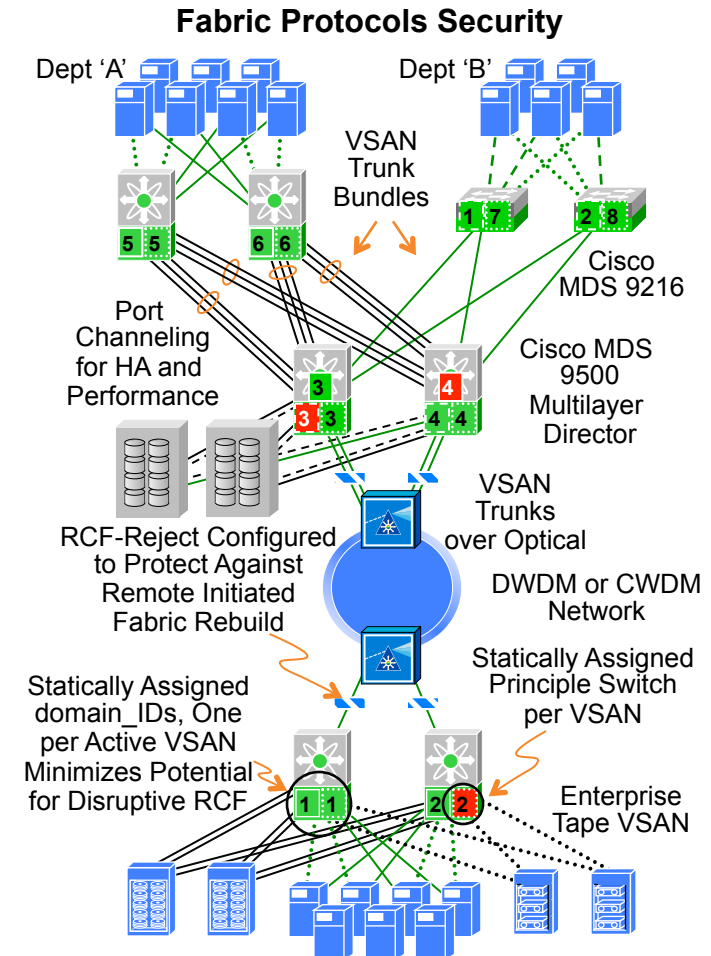 Fabric Protocols Security
Dept ‘A’
Dept ‘B’
VSAN
Trunk
Bundles
5 5
6 6
1 7
2 8
Cisco
MDS 9216
Port
Channeling
for HA and
Performance
3
3 3
4
4 4
Cisco MDS
9500
Multilayer
Director
VSAN
Trunks
over Optical
RCF-Reject Configured
to Protect Against
Remote Initiated
Fabric Rebuild
DWDM or CWDM
Network
Statically Assigned
Principle Switch
per VSAN
Statically Assigned
domain_IDs, One
per Active VSAN
Minimizes Potential
for Disruptive RCF
1 1
2 2
Enterprise
Tape VSAN